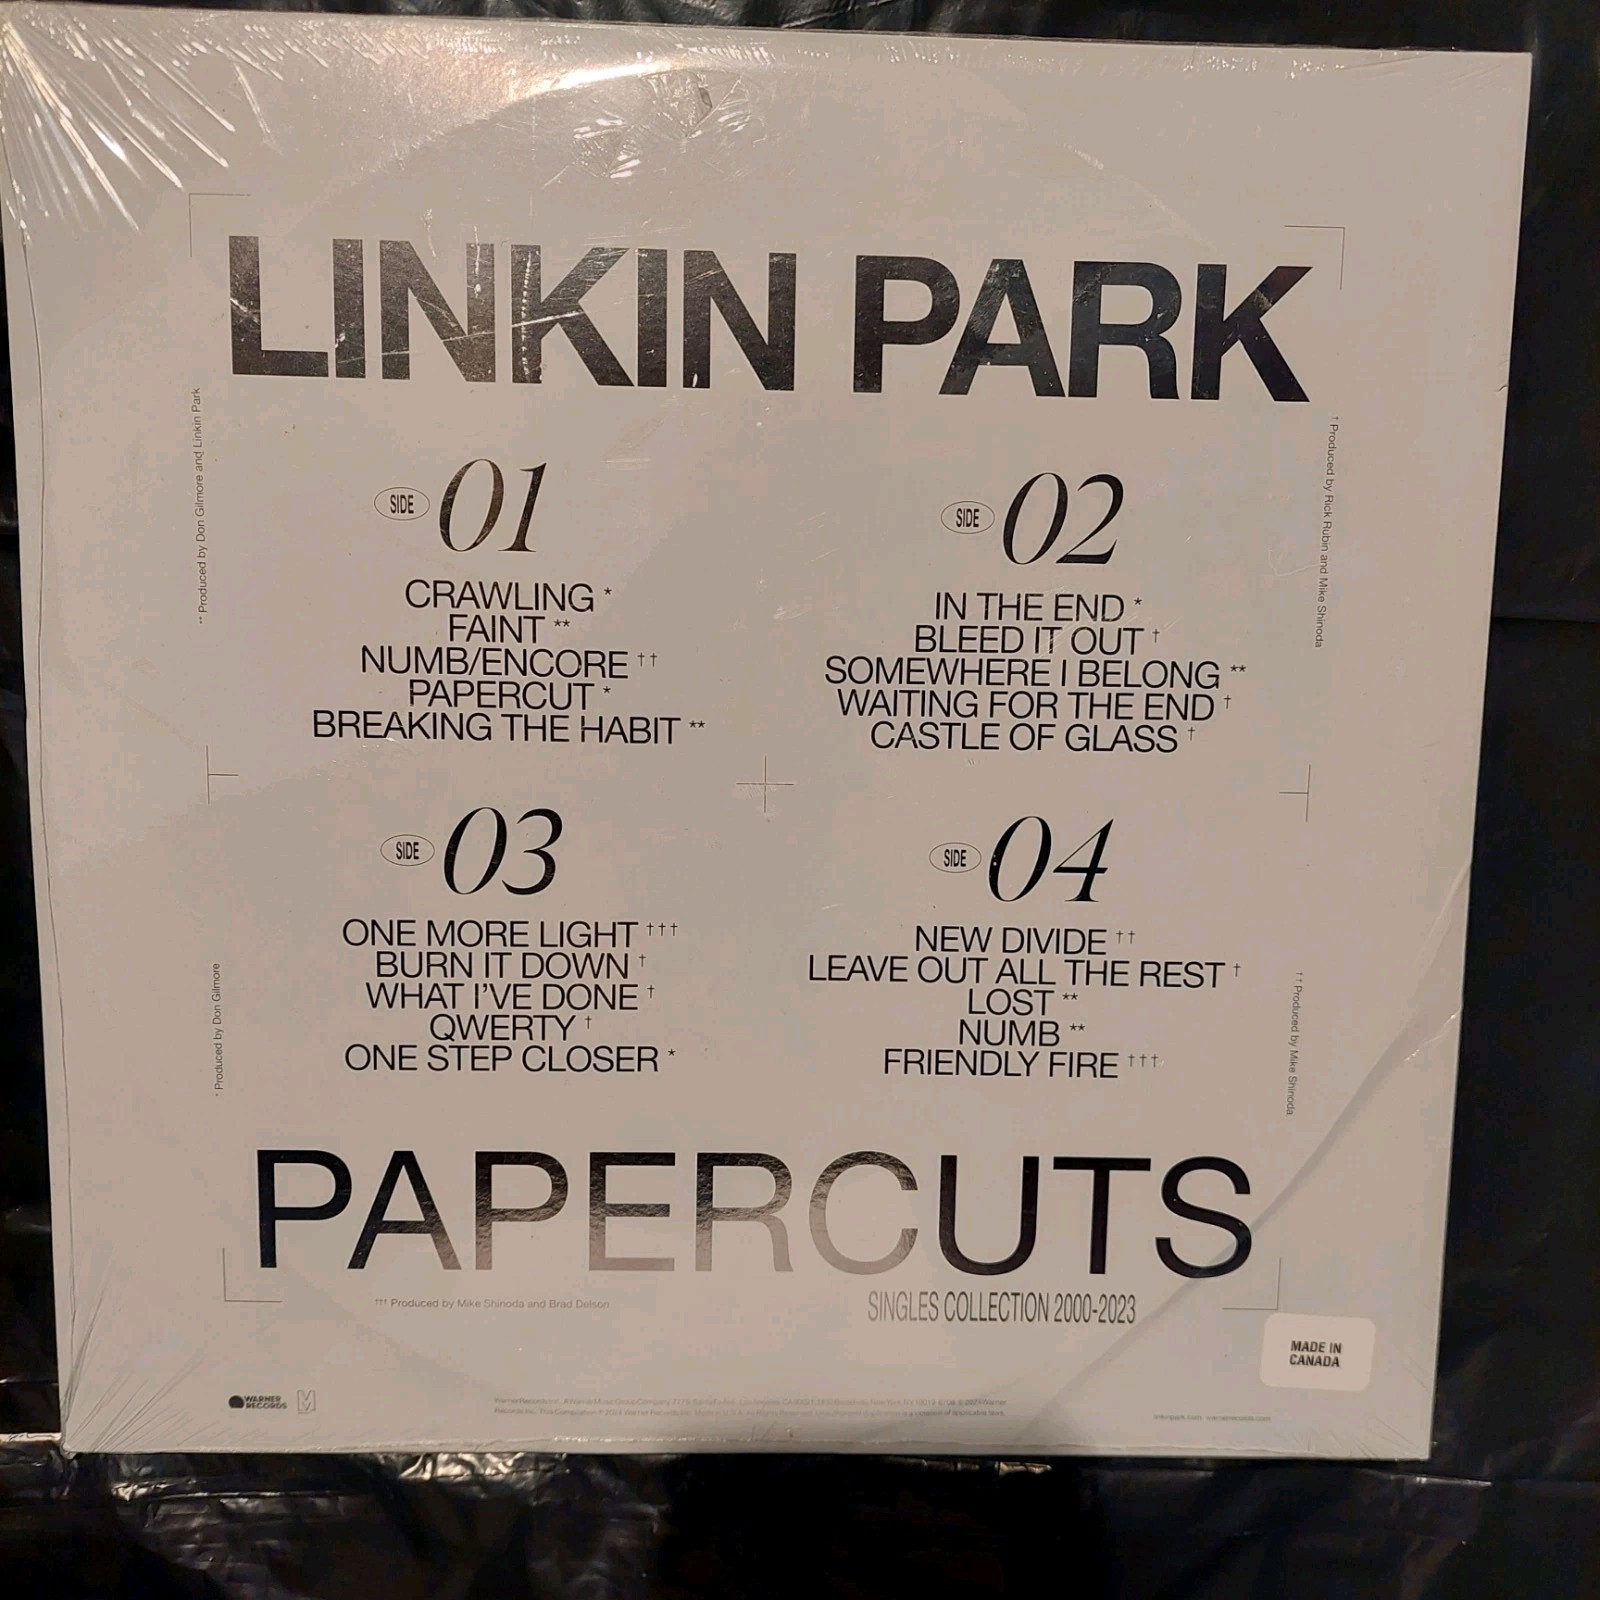 LINKIN PARK
** Produced by Don Gilmore and Linkin Park
† Produced by Rick Rubin and Mike Shinoda
SIDE 01
CRAWLING *
FAINT **
NUMB/ENCORE ††
PAPERCUT *
BREAKING THE HABIT **
SIDE 02
IN THE END *
BLEED IT OUT †
SOMEWHERE I BELONG **
WAITING FOR THE END †
CASTLE OF GLASS †
SIDE 03
ONE MORE LIGHT †††
BURN IT DOWN †
WHAT I'VE DONE †
QWERTY †
ONE STEP CLOSER *
SIDE 04
NEW DIVIDE ††
LEAVE OUT ALL THE REST †
LOST **
NUMB **
FRIENDLY FIRE †††
* Produced by Don Gilmore
†† Produced by Mike Shinoda
PAPERCUTS
††† Produced by Mike Shinoda and Brad Delson
SINGLES COLLECTION 2000-2023
MADE IN
CANADA
WARNER
RECORDS
linkinpark.com warnerrecords.com